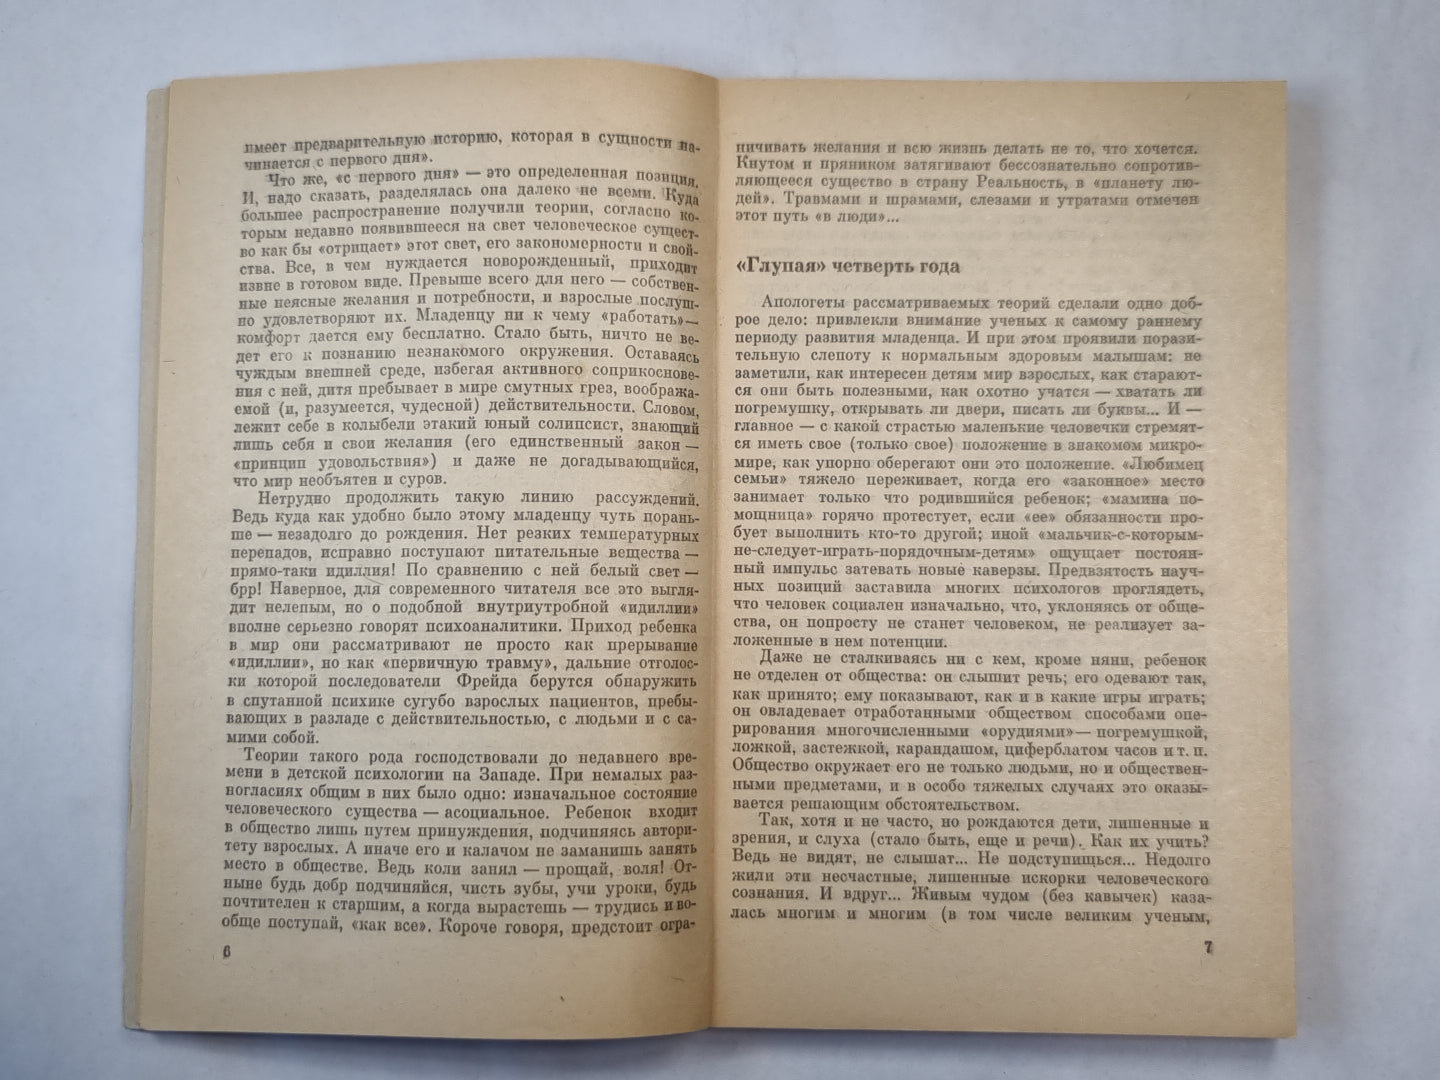 имеет предварительную историю, которая в сущности на-
чинается с первого дня».
Что же, «с первого дня» — это определенная позиция.
И, надо сказать, разделялась она далеко не всеми. Куда
большее распространение получили теории, согласно ко-
торым недавно появившееся на свет человеческое сущест-
во как бы «отрицает» этот свет, его закономерности и свой-
ства. Все, в чем нуждается новорожденный, приходит
извне в готовом виде. Превыше всего для него — собствен-
ные неясные желания и потребности, и взрослые послуш-
но удовлетворяют их. Младенцу ни к чему «работать» —
комфорт дается ему бесплатно. Стало быть, ничто не ве-
дет его к познанию незнакомого окружения. Оставаясь
чуждым внешней среде, избегая активного соприкоснове-
ния с ней, дитя пребывает в мире смутных грез, воображa-
емой (и, разумеется, чудесной) действительности. Словом,
лежит себе в колыбели этакий юный солипсист, знающий
лишь себя и свои желания (его единственный закон —
«принцип удовольствия») и даже не догадывающийся,
что мир необъятен и суров.
Нетрудно продолжить такую линию рассуждений.
Ведь куда как удобно было этому младенцу чуть порань-
ше — незадолго до рождения. Нет резких температурных
перепадов, исправно поступают питательные вещества —
прямо-таки идиллия! По сравнению с ней белый свет —
брр! Наверное, для современного читателя все это выгля-
дит нелепым, но о подобной внутриутробной «идиллии»
вполне серьезно говорят психоаналитики. Приход ребенка
в мир они рассматривают не просто как прерывание
«идиллии», но как «первичную травму», дальние отголос-
ки которой последователи Фрейда берутся обнаружить
в спутанной психике сугубо взрослых пациентов, пребы-
вающих в разладе с действительностью, с людьми и с са-
мими собой.
Теории такого рода господствовали до недавнего вре-
мени в детской психологии на Западе. При немалых раз-
ногласиях общим в них было одно: изначальное состояние
человеческого существа — асоциальное. Ребенок входит
в общество лишь путем принуждения, подчиняясь автори-
тету взрослых. А иначе его и калачом не заманишь занять
место в обществе. Ведь коли занял — прощай, воля! От-
ныне будь добр подчиняйся, чисть зубы, учи уроки, будь
почтителен к старшим, а когда вырастешь — трудись и во-
обще поступай, «как все». Короче говоря, предстоит огра-
6
ничивать желания и всю жизнь делать не то, что хочется.
Кнутом и пряником затягивают бессознательно сопротив-
ляющееся существо в страну Реальность, в «планету лю-
дей». Травмами и шрамами, слезами и утратами отмечен
этот путь «в люди»...
«Глупая» четверть года
Апологеты рассматриваемых теорий сделали одно доб-
рое дело: привлекли внимание ученых к самому раннему
периоду развития младенца. И при этом проявили порази-
тельную слепоту к нормальным здоровым малышам: не
заметили, как интересен детям мир взрослых, как старают-
ся они быть полезными, как охотно учатся — хватать ли
погремушку, открывать ли двери, писать ли буквы... И —
главное — с какой страстью маленькие человечки стремят-
ся иметь свое (только свое) положение в знакомом микро-
мире, как упорно оберегают они это положение. «Любимец
семьи» тяжело переживает, когда его «законное» место
занимает только что родившийся ребенок; «мамина по-
мощница» горячо протестует, если «ее» обязанности про-
бует выполнить кто-то другой; иной «мальчик-с-которым-
не-следует-играть-порядочным-детям» ощущает постоян-
ный импульс затевать новые каверзы. Предвзятость науч-
ных позиций заставила многих психологов проглядеть,
что человек социален изначально, что, уклоняясь от обще-
ства, он попросту не станет человеком, не реализует за-
ложенные в нем потенции.
Даже не сталкиваясь ни с кем, кроме няни, ребенок
не отделен от общества: он слышит речь; его одевают так,
как принято; ему показывают, как и в какие игры играть;
он овладевает отработанными обществом способами опе-
рирования многочисленными «орудиями» — погремушкой,
ложкой, застежкой, карандашом, циферблатом часов и т. п.
Общество окружает его не только людьми, но и обществен-
ными предметами, и в особо тяжелых случаях это оказы-
вается решающим обстоятельством.
Так, хотя и не часто, но рождаются дети, лишенные и
зрения, и слуха (стало быть, еще и речи). Как их учить?
Ведь не видят, не слышат... Не подступишься... Недолго
жили эти несчастные, лишенные искорки человеческого
сознания. И вдруг... Живым чудом (без кавычек) каза-
лась многим и многим (в том числе великим ученым,
7